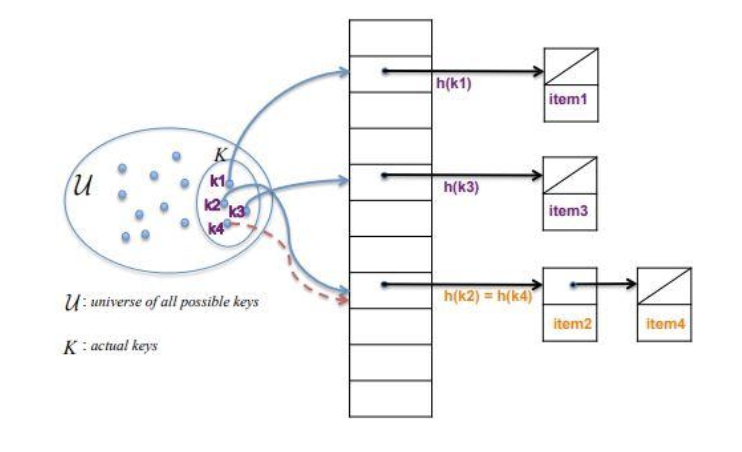 K
U
k1
k2
k3
k4
h(k1)
item1
h(k3)
item3
h(k2) = h(k4)
item2
item4
U : universe of all possible keys
K : actual keys